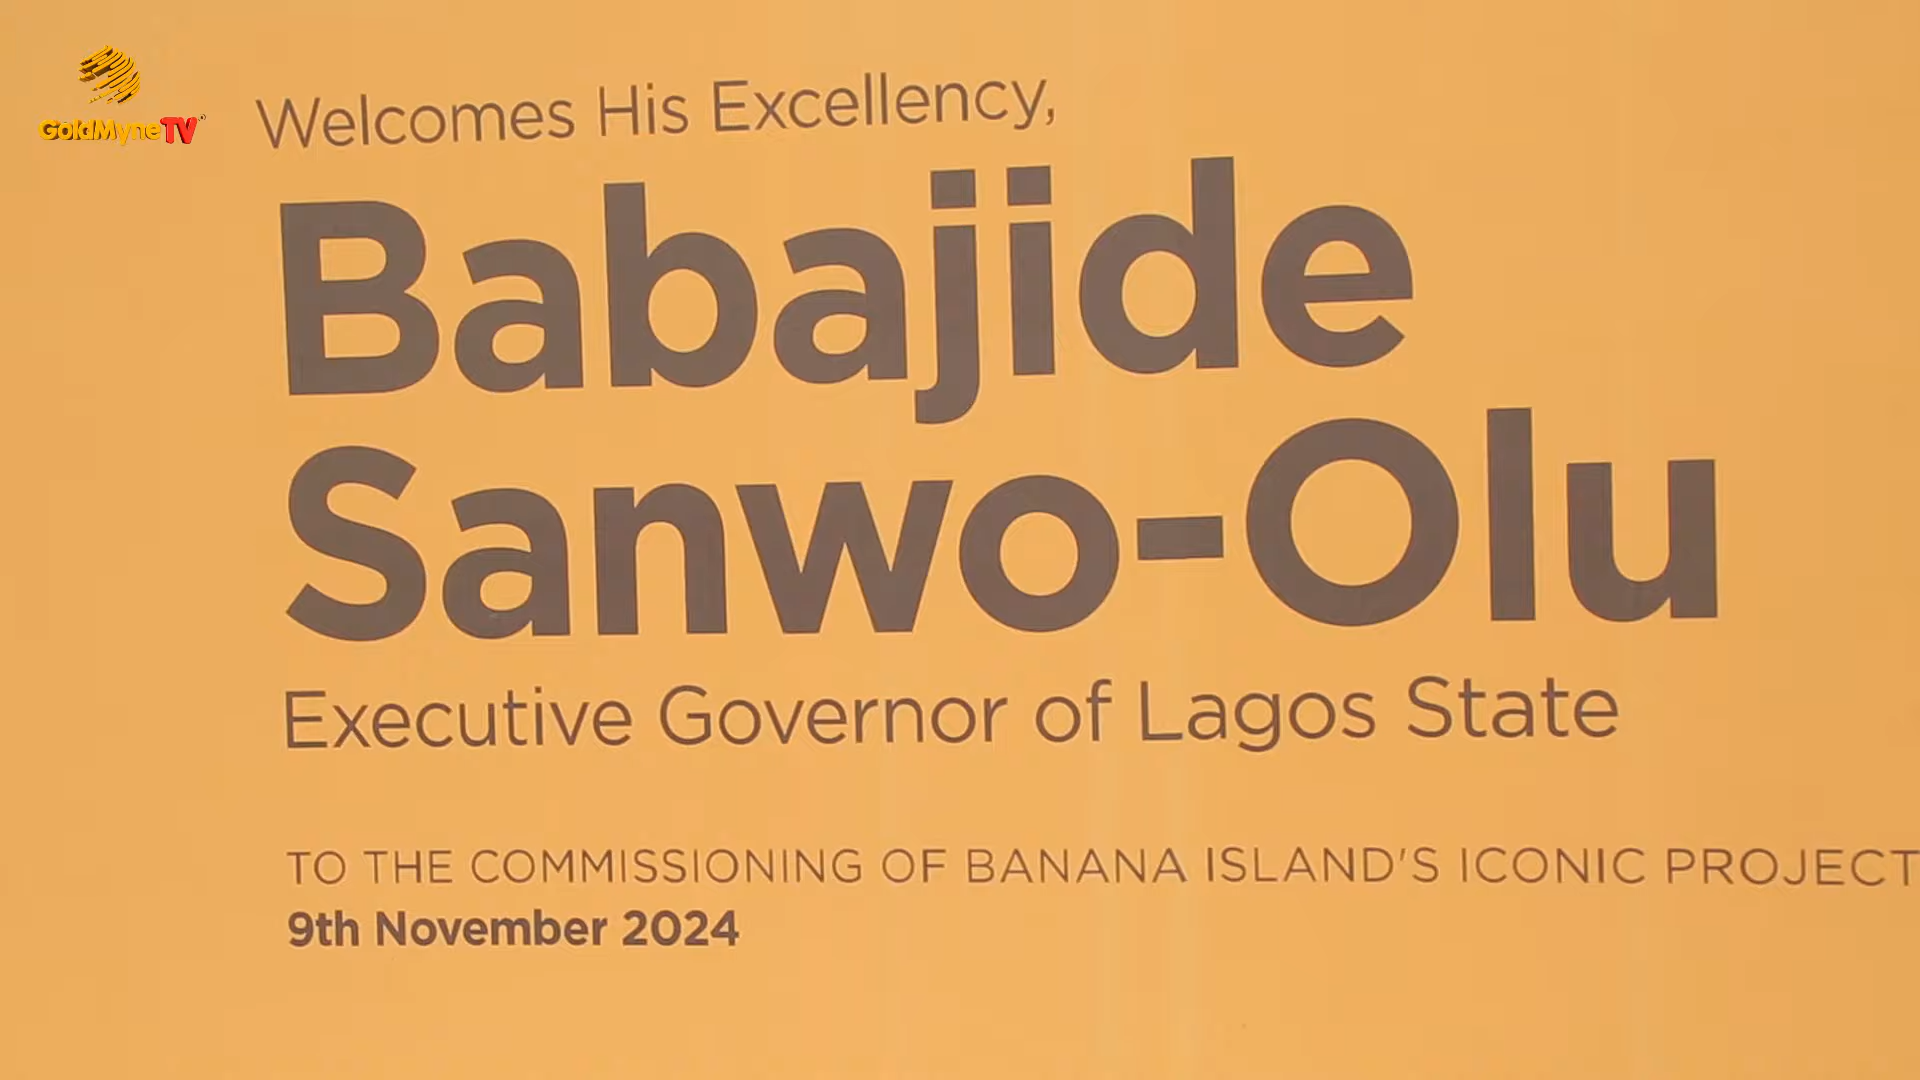 GoldMyneTV
Welcomes His Excellency,
Babajide
Sanwo-Olu
Executive Governor of Lagos State
TO THE COMMISSIONING OF BANANA ISLAND'S ICONIC PROJECT
9th November 2024